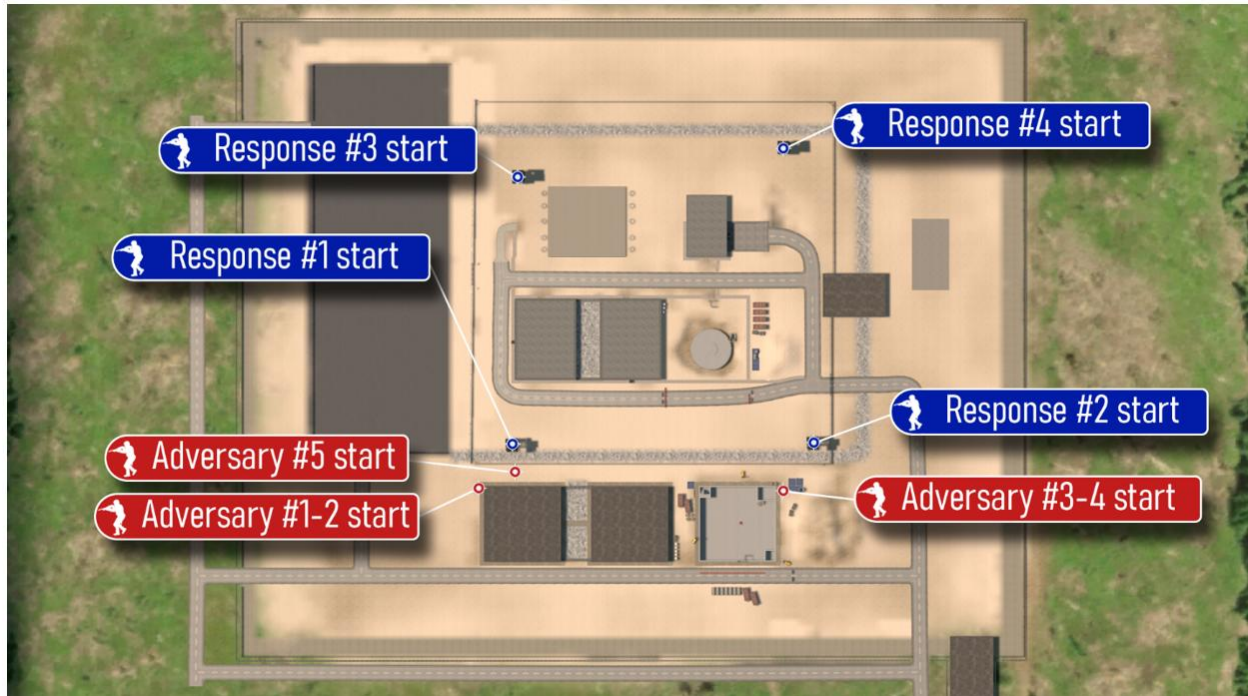 Response #4 start
Response #3 start
Response #1 start
Response #2 start
Adversary #5 start
Adversary #1-2 start
Adversary #3-4 start